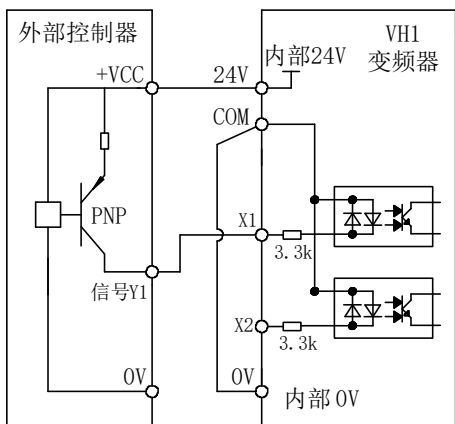 外部控制器
VH1
变频器
内部24V
+VCC
24V
COM
PNP
X1
3.3k
信号Y1
X2
3.3k
0V
0V
内部0V